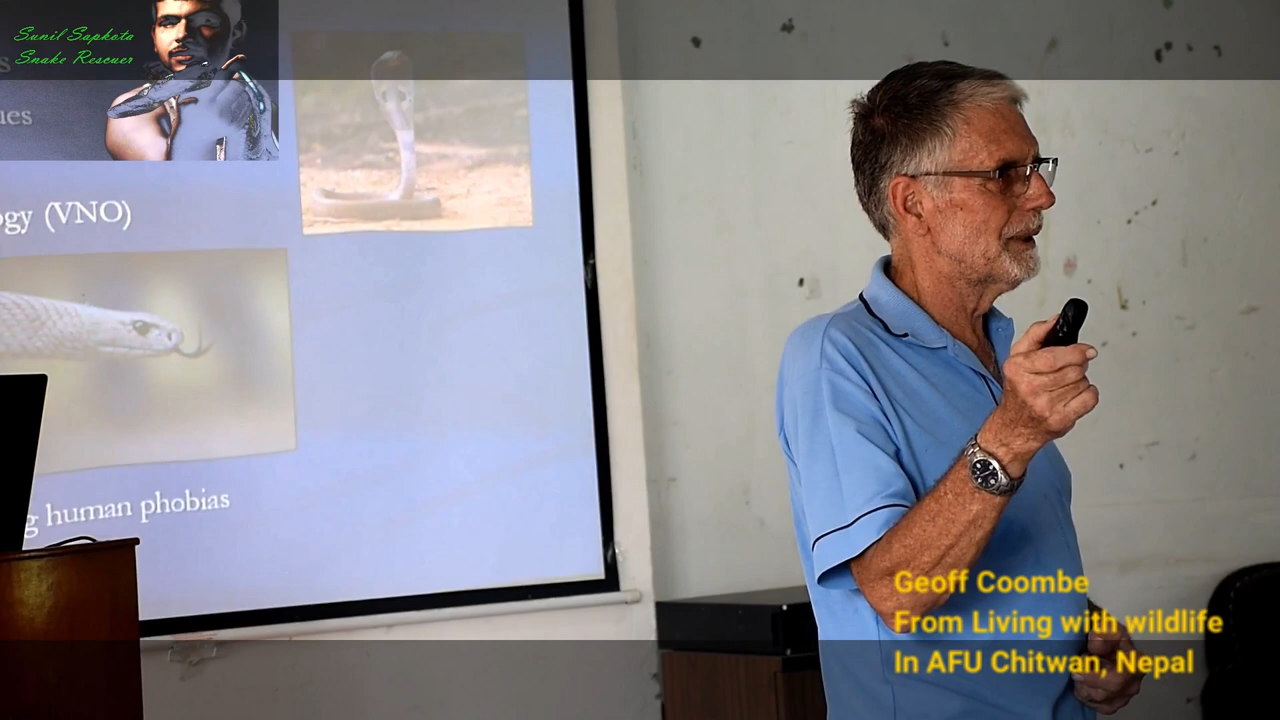 Sunil Sapkota
Snake Rescuer
ues
ogy (VNO)
g human phobias
Geoff Coombe
From Living with wildlife
In AFU Chitwan, Nepal